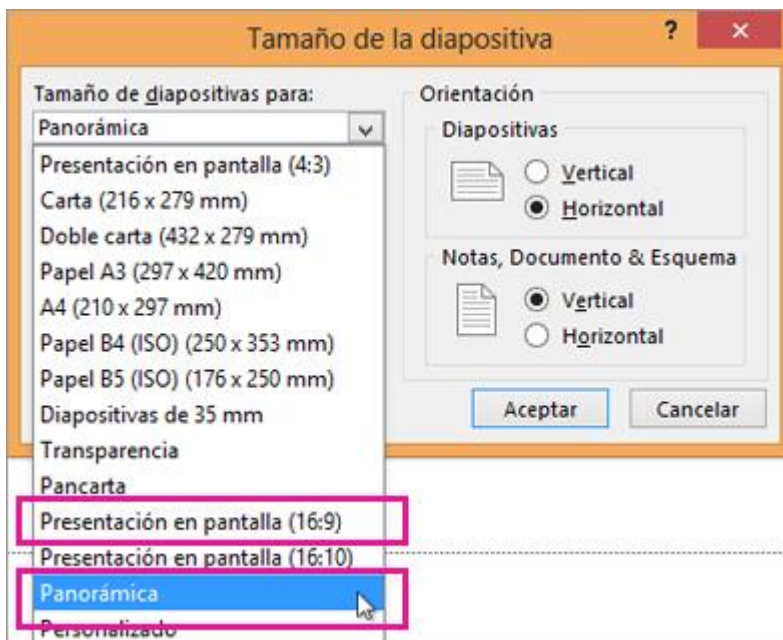 Tamaño de la diapositiva
?
Tamaño de diapositivas para:
Panorámica
Presentación en pantalla (4:3)
Carta (216 x 279 mm)
Doble carta (432 x 279 mm)
Papel A3 (297 x 420 mm)
A4 (210 x 297 mm)
Papel B4 (ISO) (250 x 353 mm)
Papel B5 (ISO) (176 x 250 mm)
Diapositivas de 35 mm
Transparencia
Pancarta
Presentación en pantalla (16:9)
Presentación en pantalla (16:10)
Panorámica
Personalizado
Orientación
Diapositivas
Vertical
Horizontal
Notas, Documento & Esquema
Vertical
Horizontal
Aceptar
Cancelar